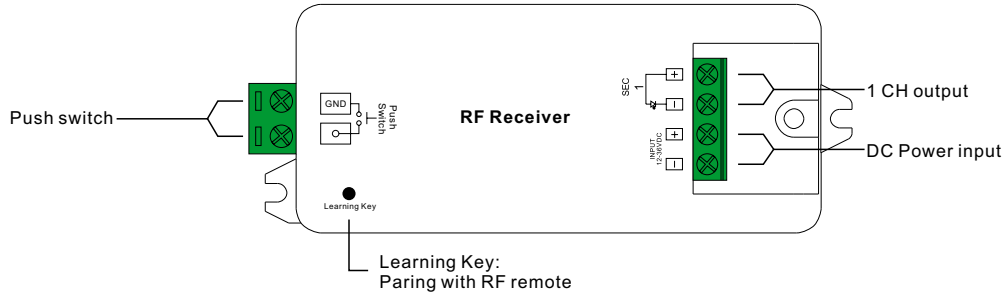 Push switch
GND
Push
Switch
RF Receiver
SEC
1
+
−
INPUT
12-36VDC
+
−
1 CH output
DC Power input
Learning Key
Learning Key:
Paring with RF remote